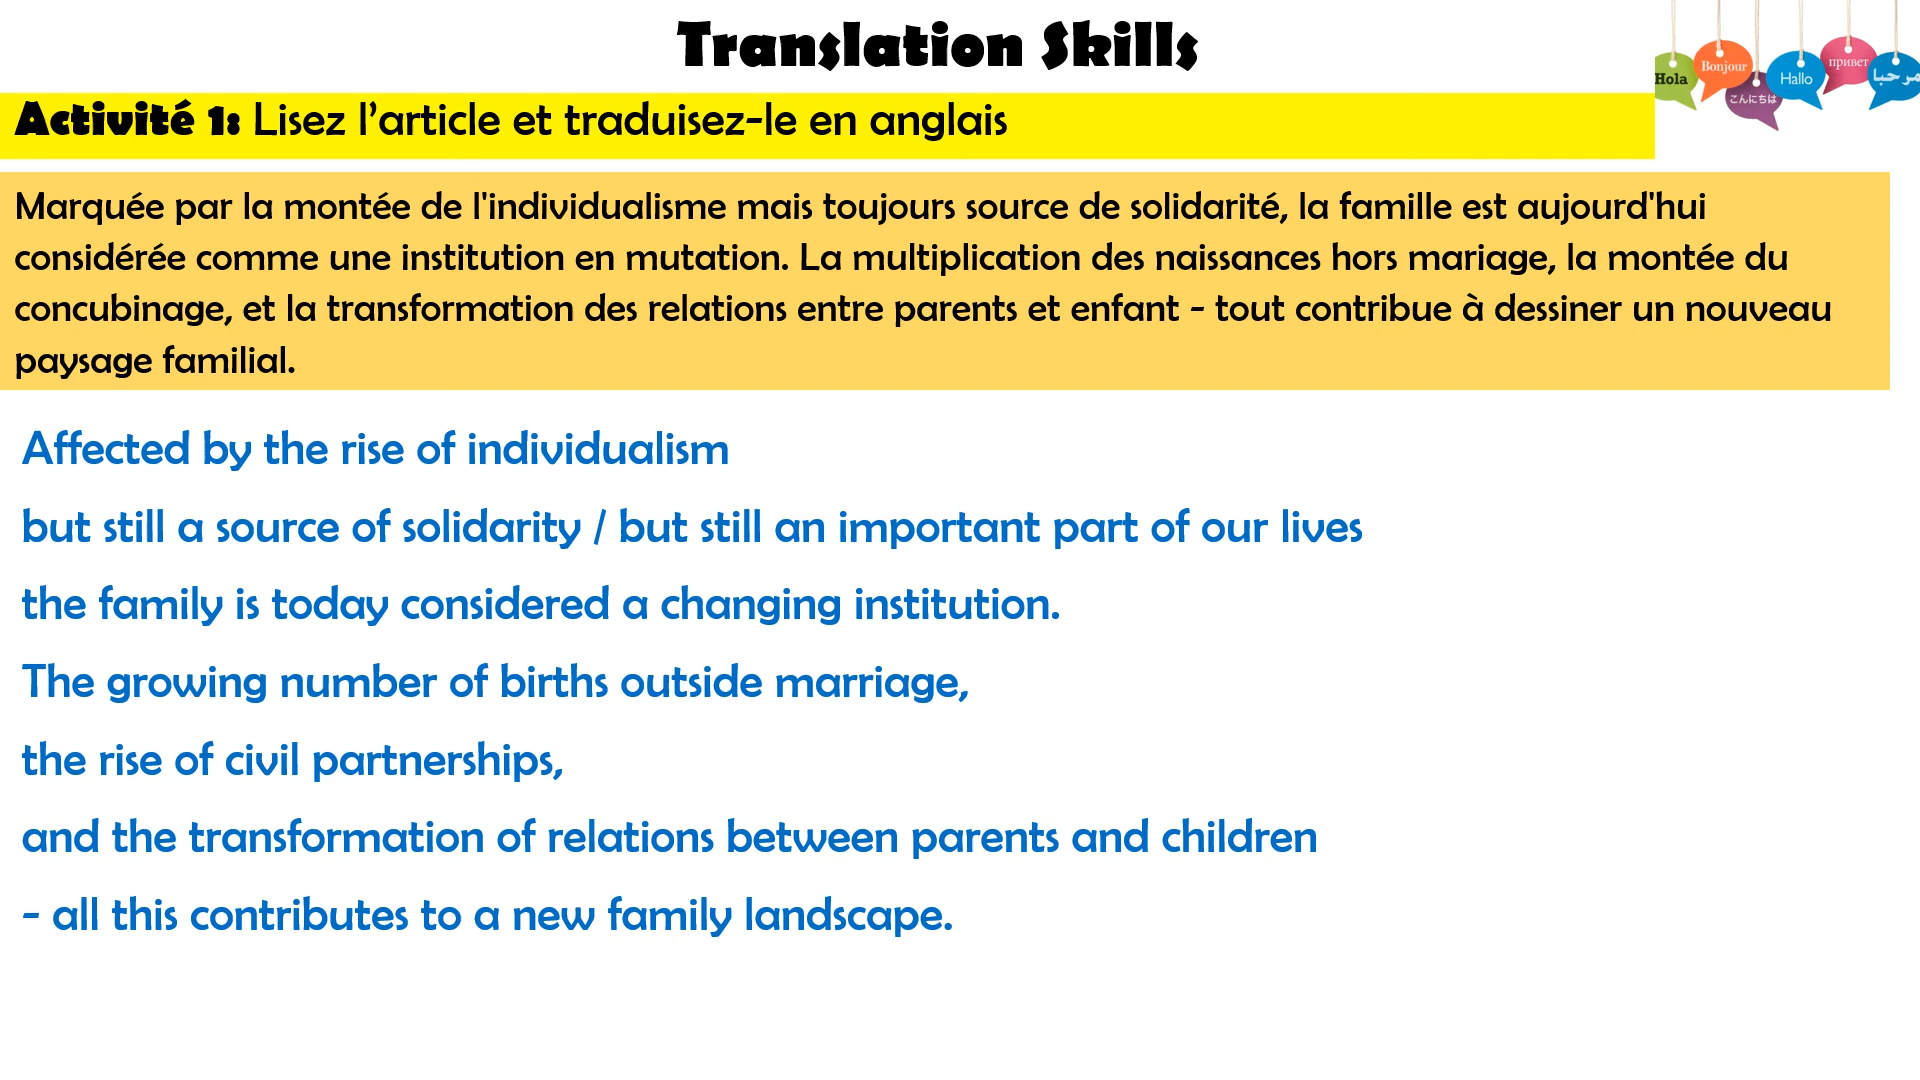 Translation Skills
Hola
Bonjour
こんにちは
Hallo
привет
مرحبا
Activité 1: Lisez l’article et traduisez-le en anglais
Marquée par la montée de l'individualisme mais toujours source de solidarité, la famille est aujourd'hui
considérée comme une institution en mutation. La multiplication des naissances hors mariage, la montée du
concubinage, et la transformation des relations entre parents et enfant - tout contribue à dessiner un nouveau
paysage familial.
Affected by the rise of individualism
but still a source of solidarity / but still an important part of our lives
the family is today considered a changing institution.
The growing number of births outside marriage,
the rise of civil partnerships,
and the transformation of relations between parents and children
- all this contributes to a new family landscape.